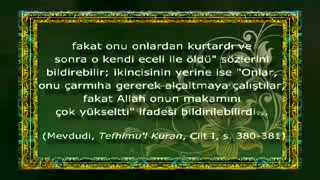 fakat onu onlardan kurtardı ve
sonra o kendi eceli ile öldü" sözlerini
bildirebilir; ikincisinin yerine ise "Onlar,
onu çarmıha gererek alçaltmaya çalıştılar,
fakat Allah onun makamını
çok yükseltti" ifadesi bildirilebilirdi...
(Mevdudi, Tefhimu'l Kuran, Cilt I, s. 380-381)